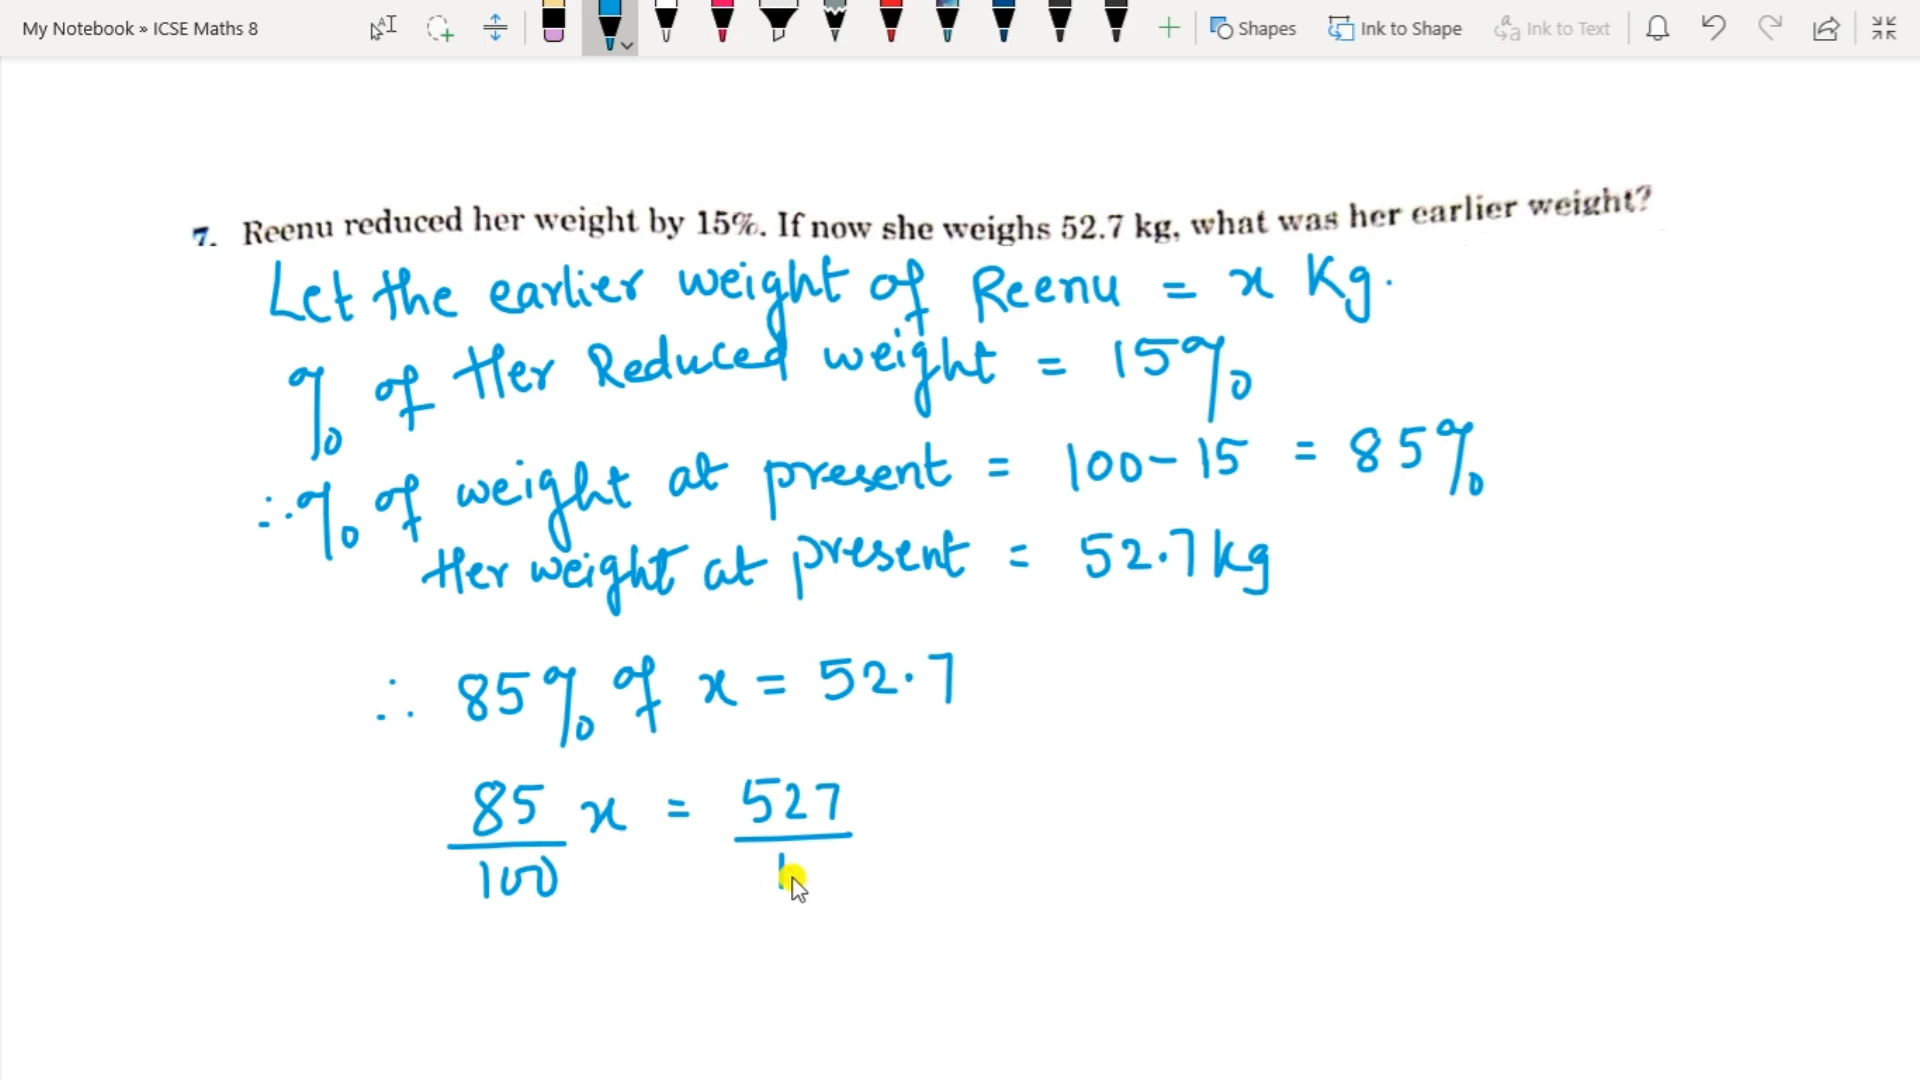 My Notebook » ICSE Maths 8
Shapes
Ink to Shape
Ink to Text
7. Reenu reduced her weight by 15%. If now she weighs 52.7 kg, what was her earlier weight?
Let the earlier weight of Reenu = x Kg.
% of Her Reduced weight = 15%
∴ % of weight at present = 100-15 = 85%
Her weight at present = 52.7 kg
∴ 85% of x = 52.7
85/100 x = 527/1